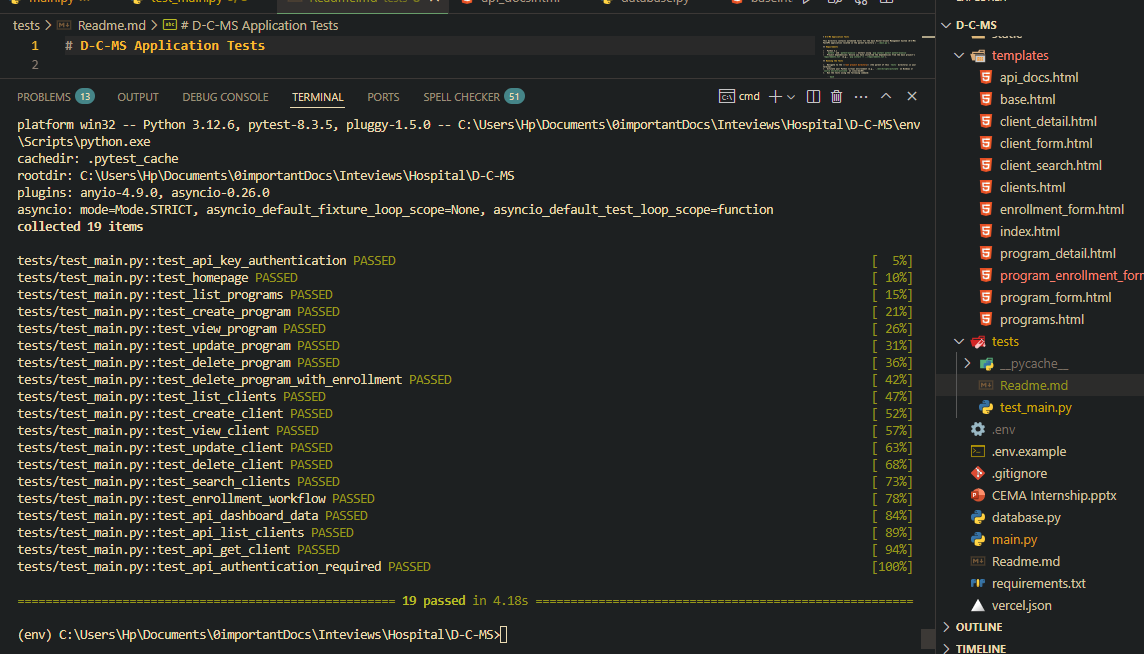 tests > Readme.md > # D-C-MS Application Tests
1 # D-C-MS Application Tests
2
PROBLEMS 13 OUTPUT DEBUG CONSOLE TERMINAL PORTS SPELL CHECKER 51 cmd
platform win32 -- Python 3.12.6, pytest-8.3.5, pluggy-1.5.0 -- C:\Users\Hp\Documents\0importantDocs\Inteviews\Hospital\D-C-MS\env
\Scripts\python.exe
cachedir: .pytest_cache
rootdir: C:\Users\Hp\Documents\0importantDocs\Inteviews\Hospital\D-C-MS
plugins: anyio-4.9.0, asyncio-0.26.0
asyncio: mode=Mode.STRICT, asyncio_default_fixture_loop_scope=None, asyncio_default_test_loop_scope=function
collected 19 items
tests/test_main.py::test_api_key_authentication PASSED [  5%]
tests/test_main.py::test_homepage PASSED [ 10%]
tests/test_main.py::test_list_programs PASSED [ 15%]
tests/test_main.py::test_create_program PASSED [ 21%]
tests/test_main.py::test_view_program PASSED [ 26%]
tests/test_main.py::test_update_program PASSED [ 31%]
tests/test_main.py::test_delete_program PASSED [ 36%]
tests/test_main.py::test_delete_program_with_enrollment PASSED [ 42%]
tests/test_main.py::test_list_clients PASSED [ 47%]
tests/test_main.py::test_create_client PASSED [ 52%]
tests/test_main.py::test_view_client PASSED [ 57%]
tests/test_main.py::test_update_client PASSED [ 63%]
tests/test_main.py::test_delete_client PASSED [ 68%]
tests/test_main.py::test_search_clients PASSED [ 73%]
tests/test_main.py::test_enrollment_workflow PASSED [ 78%]
tests/test_main.py::test_api_dashboard_data PASSED [ 84%]
tests/test_main.py::test_api_list_clients PASSED [ 89%]
tests/test_main.py::test_api_get_client PASSED [ 94%]
tests/test_main.py::test_api_authentication_required PASSED [100%]
====================================================== 19 passed in 4.18s ======================================================
(env) C:\Users\Hp\Documents\0importantDocs\Inteviews\Hospital\D-C-MS>
D-C-MS
static
templates
api_docs.html
base.html
client_detail.html
client_form.html
client_search.html
clients.html
enrollment_form.html
index.html
program_detail.html
program_enrollment_form
program_form.html
programs.html
tests
__pycache__
Readme.md
test_main.py
.env
.env.example
.gitignore
CEMA Internship.pptx
database.py
main.py
Readme.md
requirements.txt
vercel.json
OUTLINE
TIMELINE